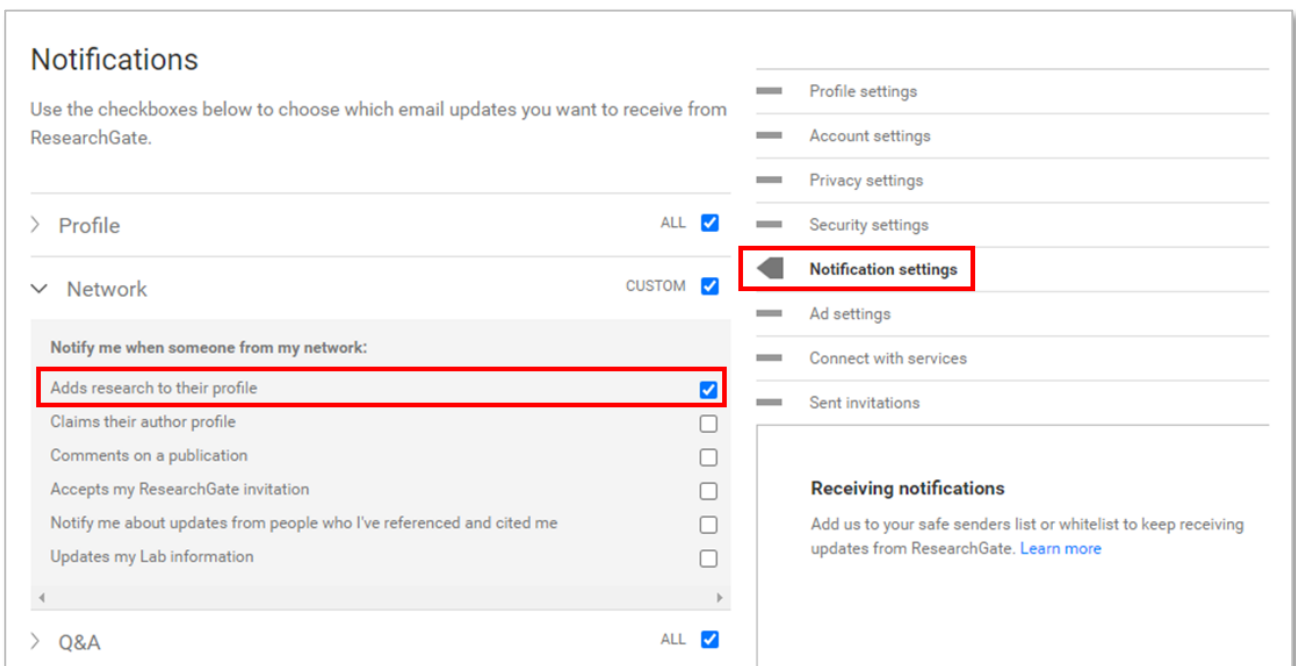 Notifications
Use the checkboxes below to choose which email updates you want to receive from
ResearchGate.
Profile
ALL
Network
CUSTOM
Notify me when someone from my network:
Adds research to their profile
Claims their author profile
Comments on a publication
Accepts my ResearchGate invitation
Notify me about updates from people who I've referenced and cited me
Updates my Lab information
Q&A
ALL
Profile settings
Account settings
Privacy settings
Security settings
Notification settings
Ad settings
Connect with services
Sent invitations
Receiving notifications
Add us to your safe senders list or whitelist to keep receiving
updates from ResearchGate. Learn more